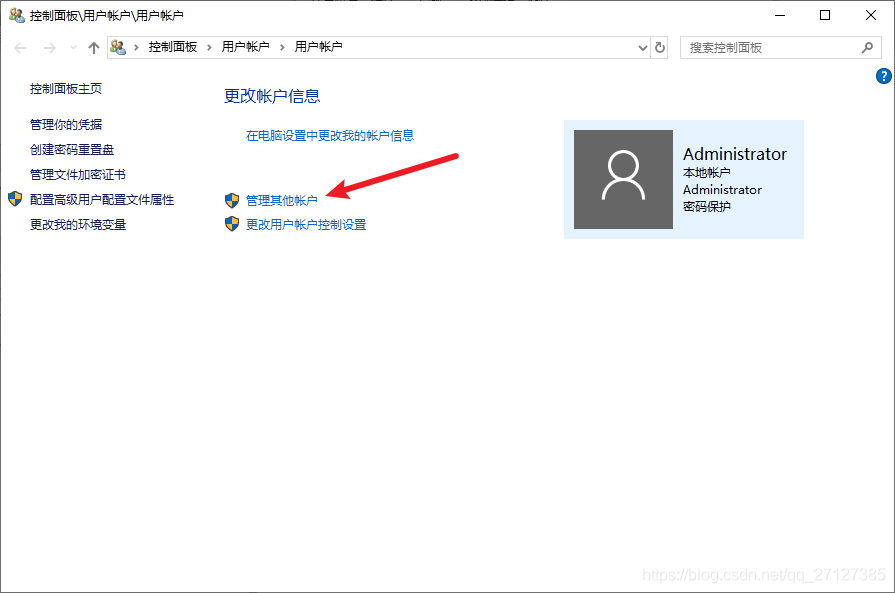 控制面板\用户帐户\用户帐户
控制面板 › 用户帐户 › 用户帐户
搜索控制面板
?
控制面板主页
管理你的凭据
创建密码重置盘
管理文件加密证书
配置高级用户配置文件属性
更改我的环境变量
更改帐户信息
在电脑设置中更改我的帐户信息
管理其他帐户
更改用户帐户控制设置
Administrator
本地帐户
Administrator
密码保护
https://blog.csdn.net/qq_27127385